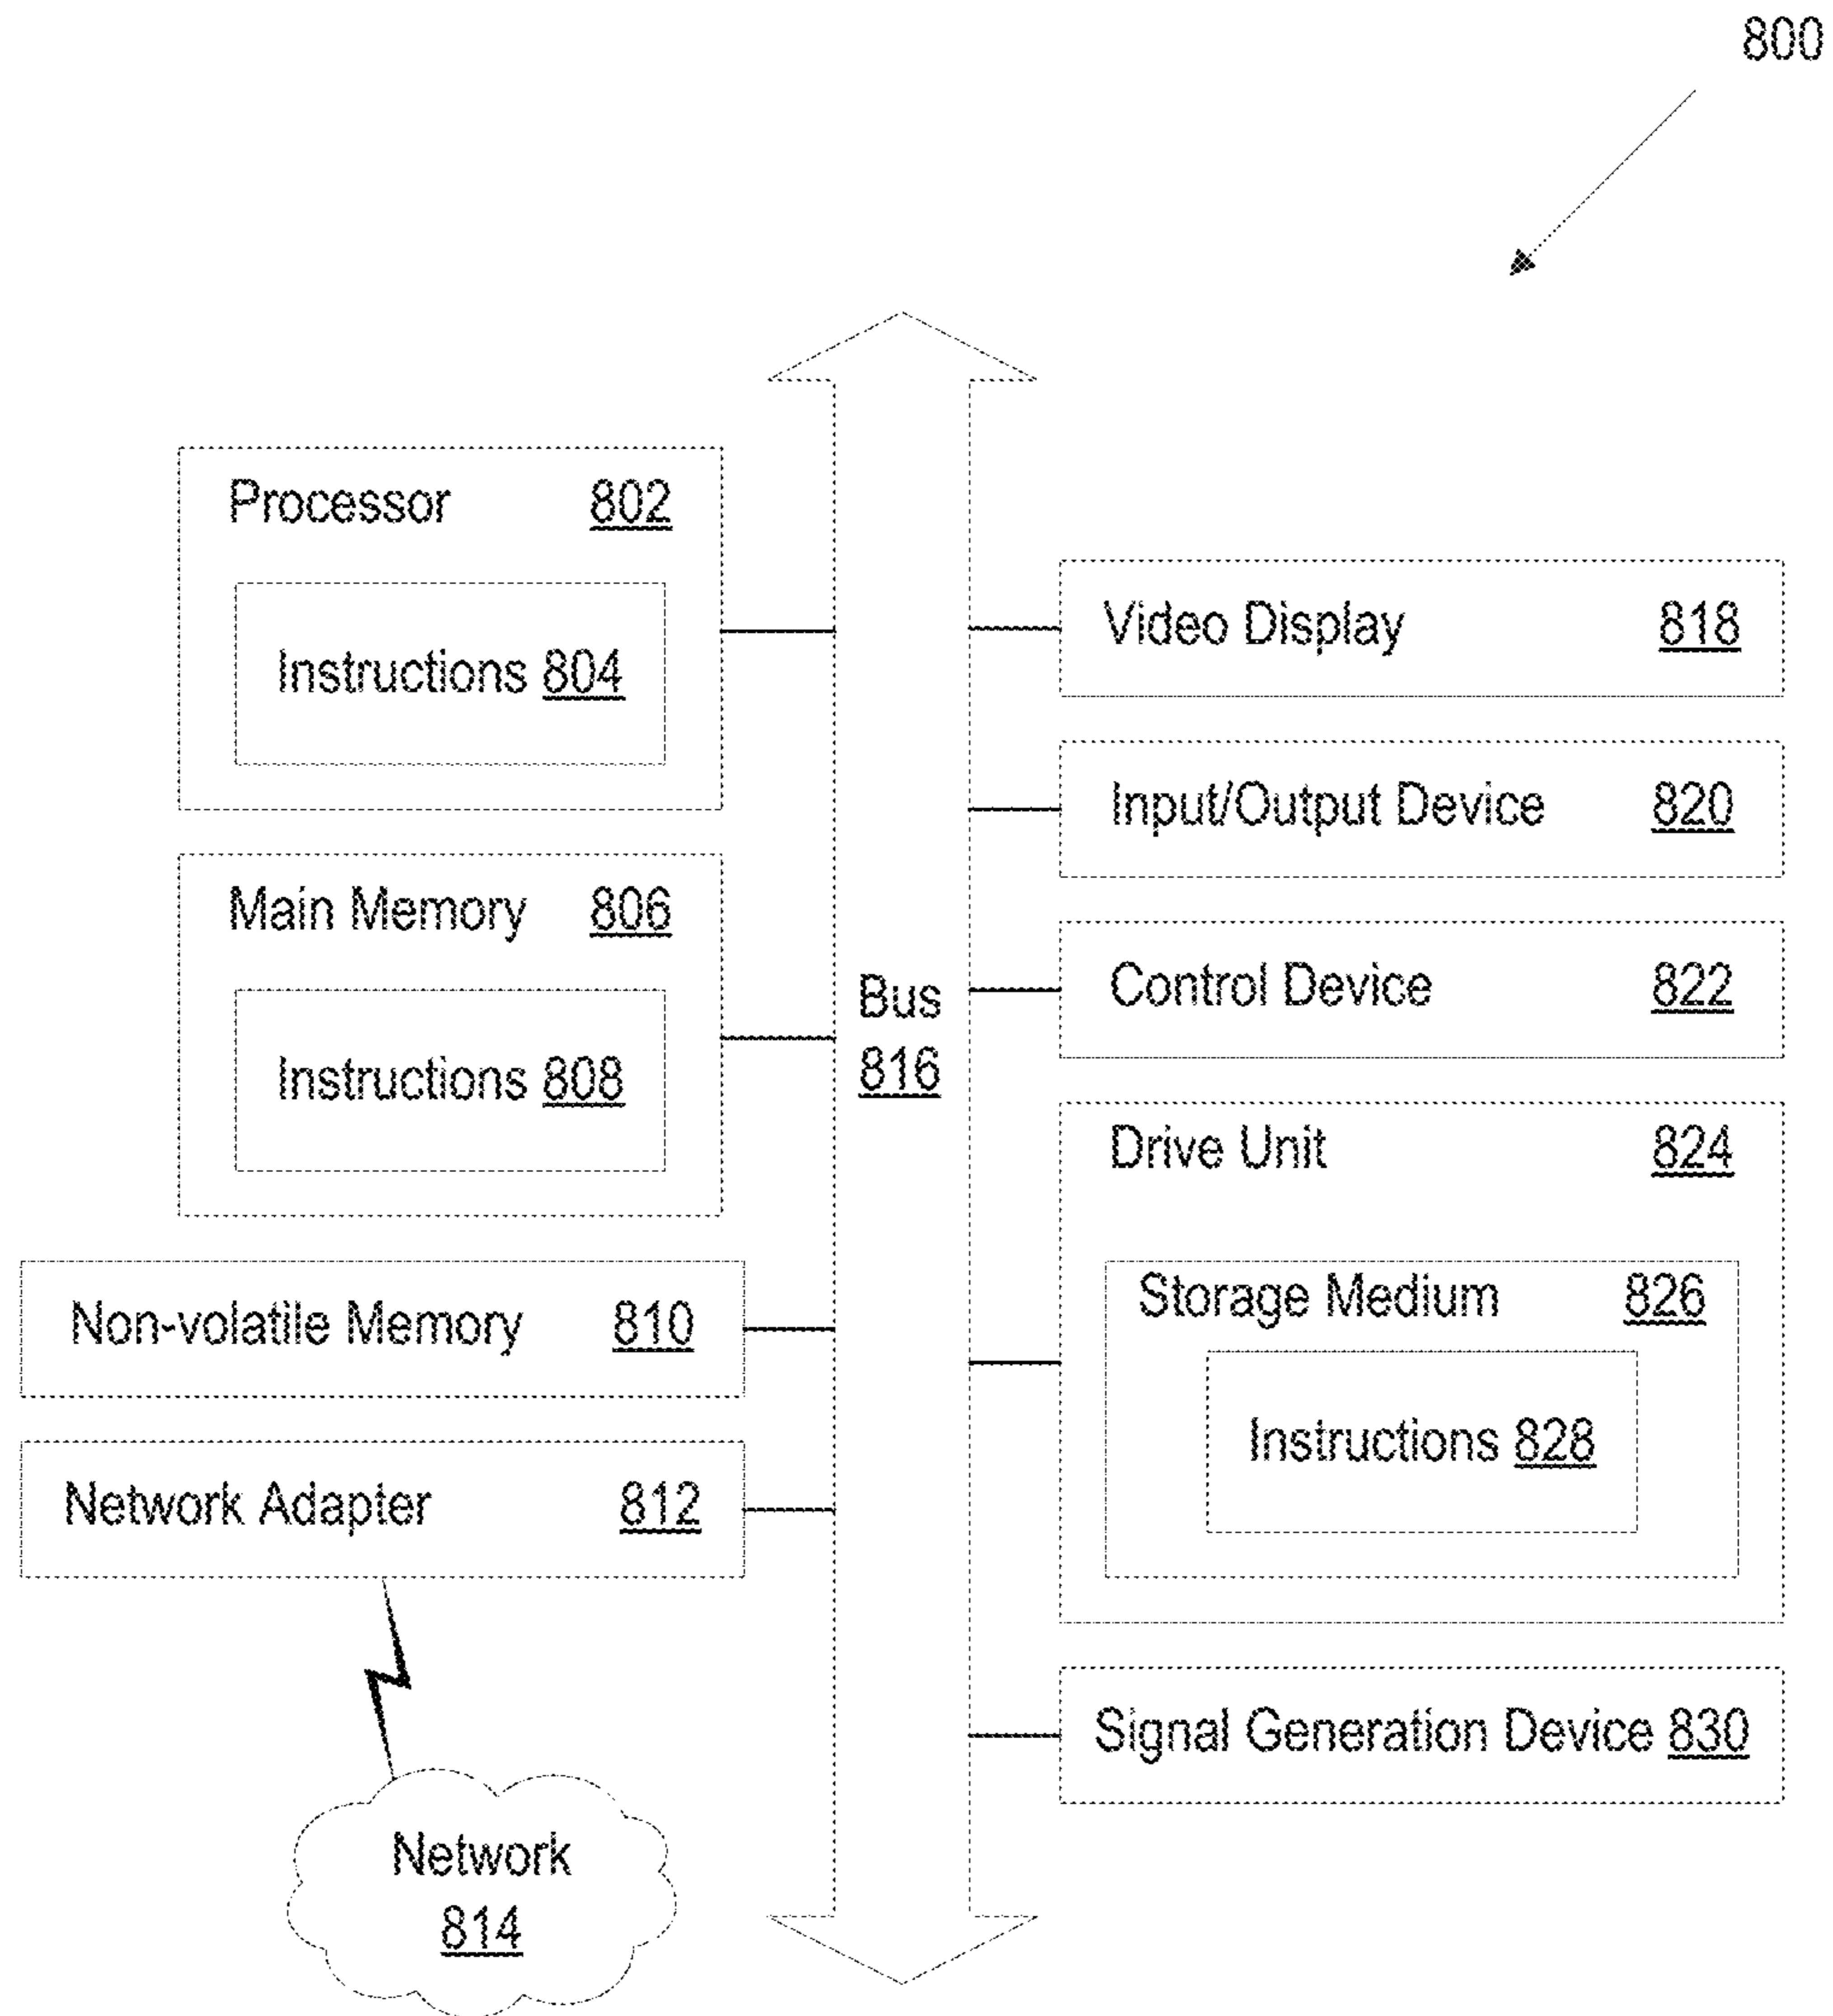 800
Processor 802
Instructions 804
Main Memory 806
Instructions 808
Non-volatile Memory 810
Network Adapter 812
Network
814
Bus
816
Video Display 818
Input/Output Device 820
Control Device 822
Drive Unit 824
Storage Medium 826
Instructions 828
Signal Generation Device 830